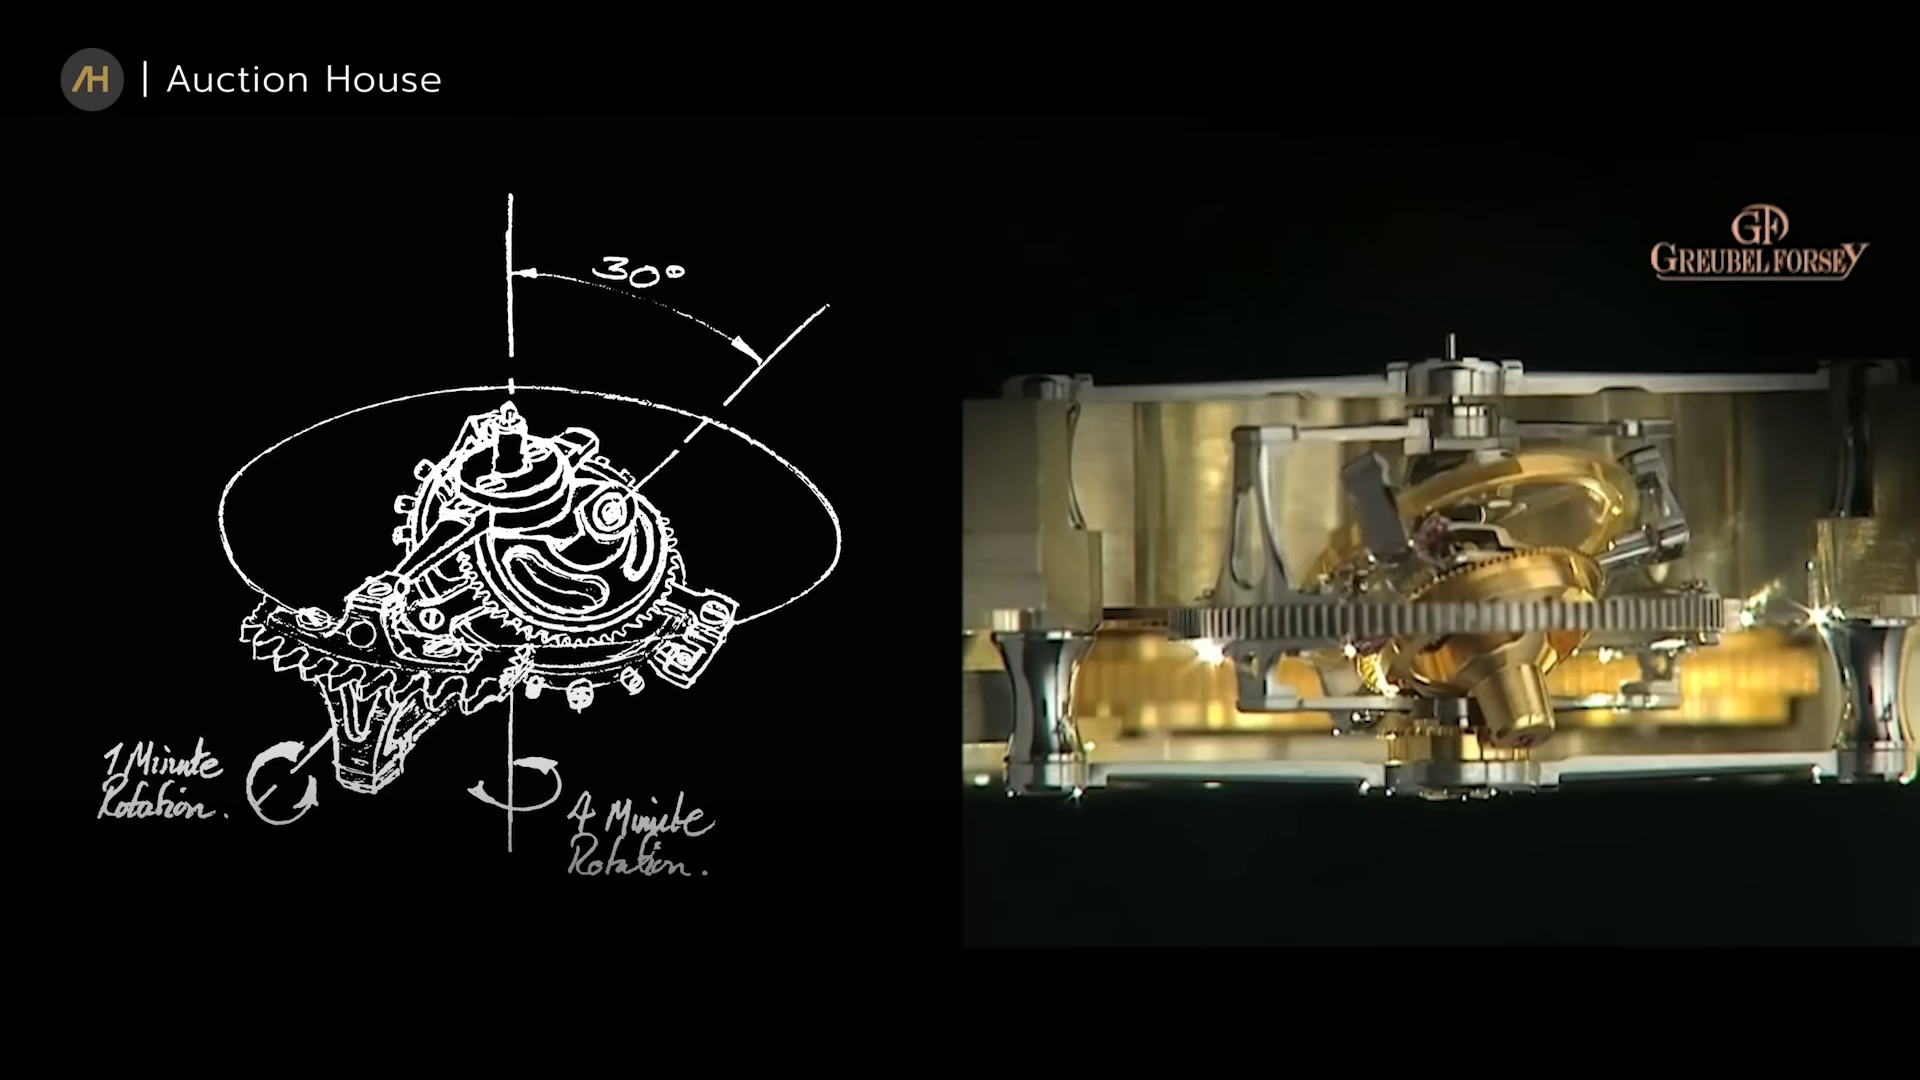 AH | Auction House
30°
GF
GREUBEL FORSEY
1 Minute
Rotation.
4 Minute
Rotation.